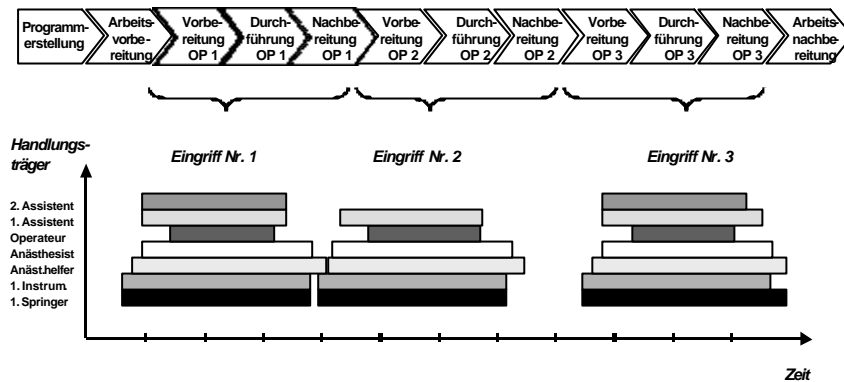 Programm-
erstellung
Arbeits-
vorbe-
reitung
Vorbe-
reitung
OP 1
Durch-
führung
OP 1
Nachbe-
reitung
OP 1
Vorbe-
reitung
OP 2
Durch-
führung
OP 2
Nachbe-
reitung
OP 2
Vorbe-
reitung
OP 3
Durch-
führung
OP 3
Nachbe-
reitung
OP 3
Arbeits-
nachbe-
reitung
Handlungs-
träger
Eingriff Nr. 1
Eingriff Nr. 2
Eingriff Nr. 3
2. Assistent
1. Assistent
Operateur
Anästhesist
Anäst.helfer
1. Instrum.
1. Springer
Zeit